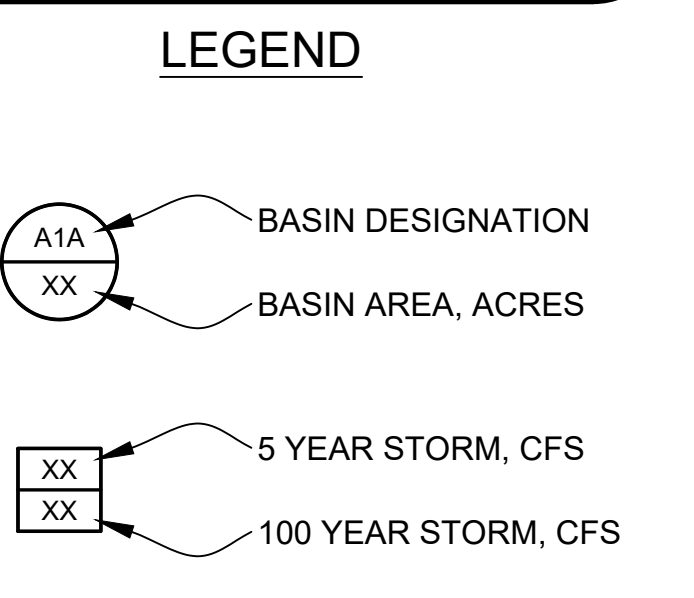 LEGEND
A1A
BASIN DESIGNATION
XX
BASIN AREA, ACRES
XX
5 YEAR STORM, CFS
XX
100 YEAR STORM, CFS